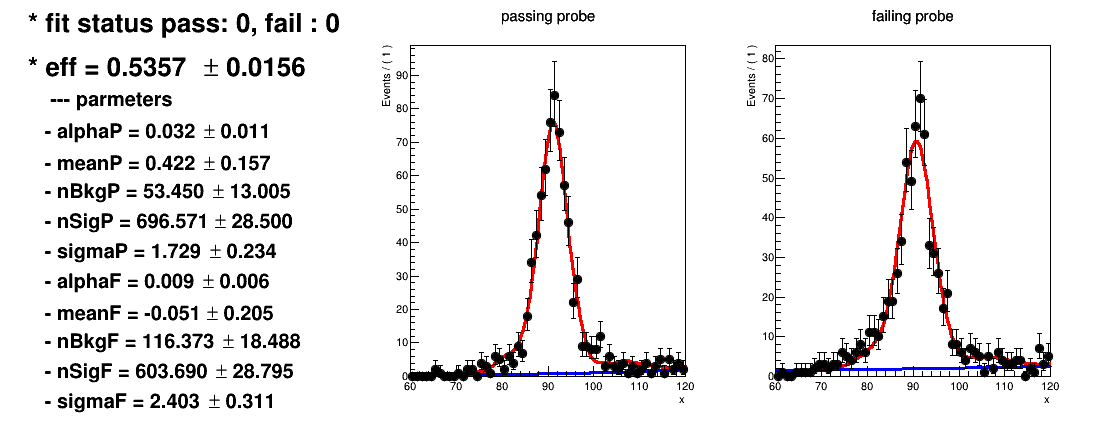 * fit status pass: 0, fail : 0
* eff = 0.5357 ± 0.0156
--- parmeters
- alphaP = 0.032 ± 0.011
- meanP = 0.422 ± 0.157
- nBkgP = 53.450 ± 13.005
- nSigP = 696.571 ± 28.500
- sigmaP = 1.729 ± 0.234
- alphaF = 0.009 ± 0.006
- meanF = -0.051 ± 0.205
- nBkgF = 116.373 ± 18.488
- nSigF = 603.690 ± 28.795
- sigmaF = 2.403 ± 0.311
passing probe
Events / ( 1 )
90
80
70
60
50
40
30
20
10
0
60 70 80 90 100 110 120
x
failing probe
Events / ( 1 )
80
70
60
50
40
30
20
10
0
60 70 80 90 100 110 120
x